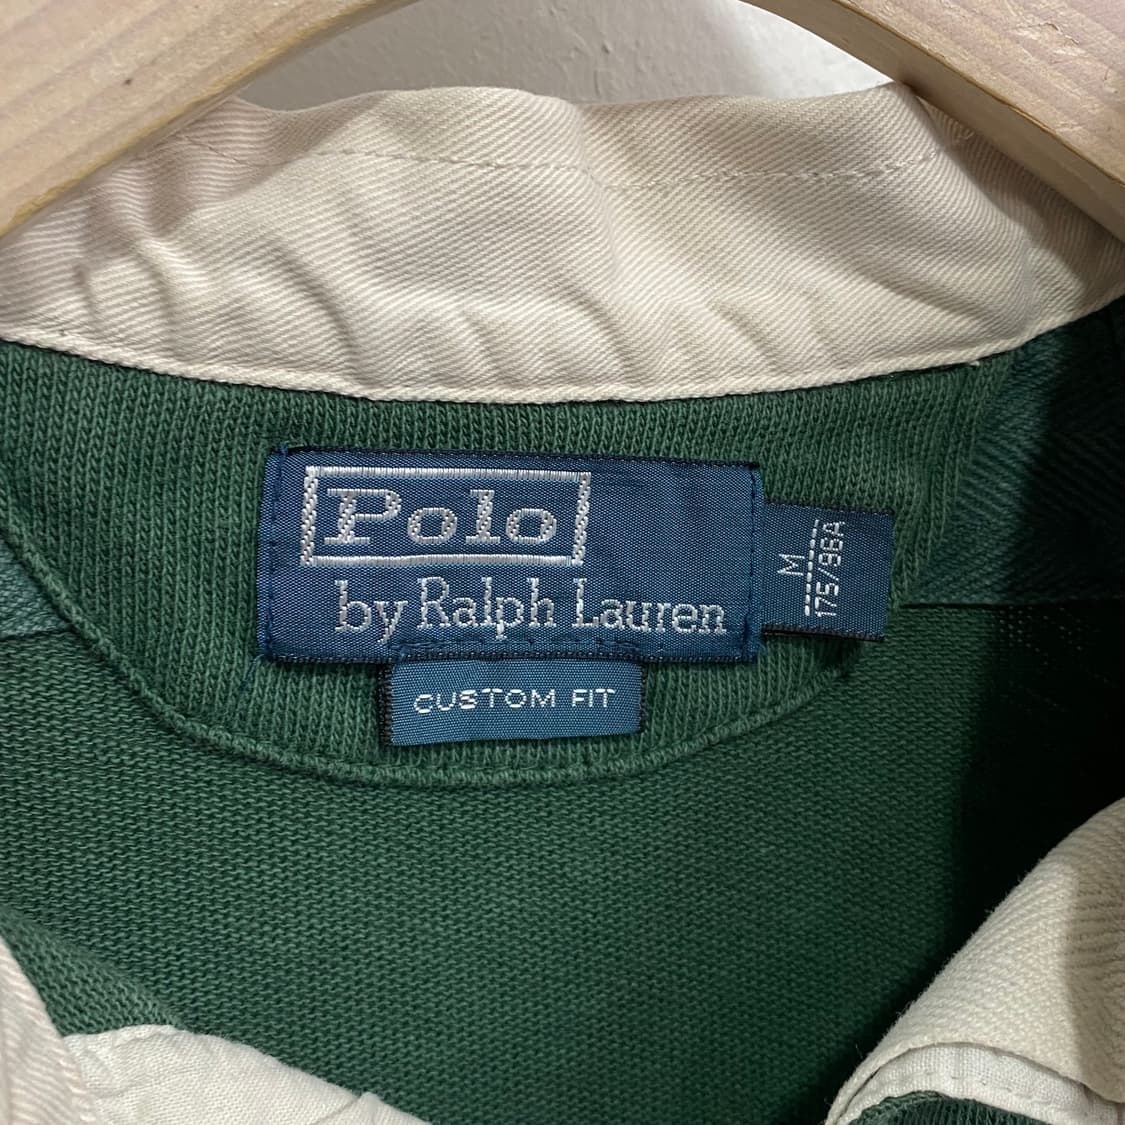 Polo
by Ralph Lauren
M
175/96A
CUSTOM FIT